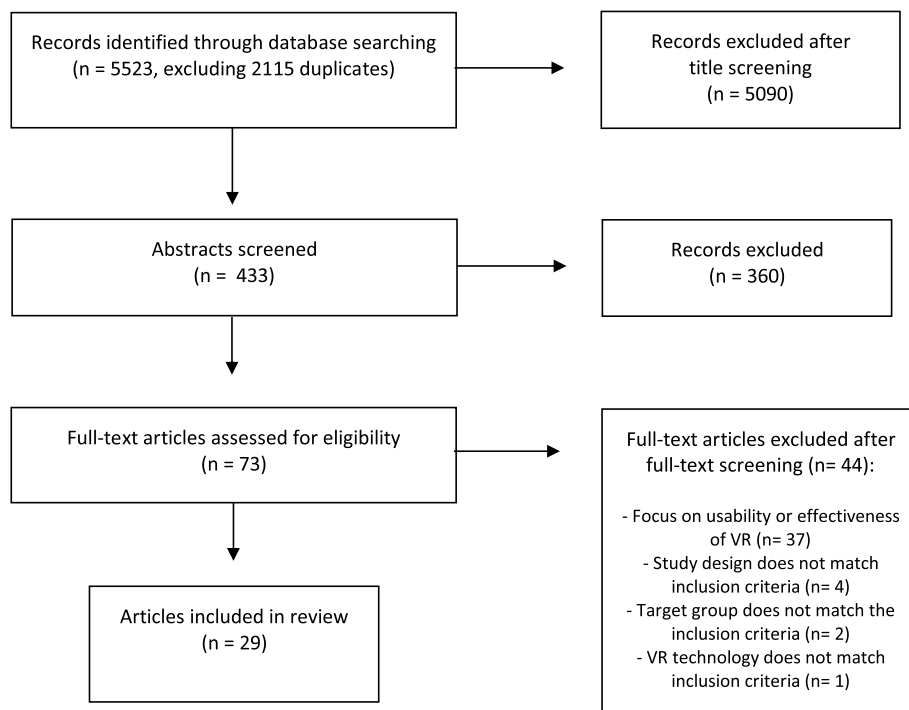 Records identified through database searching
(n = 5523, excluding 2115 duplicates)
Records excluded after
title screening
(n = 5090)
Abstracts screened
(n =  433)
Records excluded
(n = 360)
Full-text articles assessed for eligibility
(n = 73)
Full-text articles excluded after
full-text screening (n= 44):
- Focus on usability or effectiveness
of VR (n= 37)
- Study design does not match
inclusion criteria (n= 4)
- Target group does not match the
inclusion criteria (n= 2)
- VR technology does not match
inclusion criteria (n= 1)
Articles included in review
(n = 29)